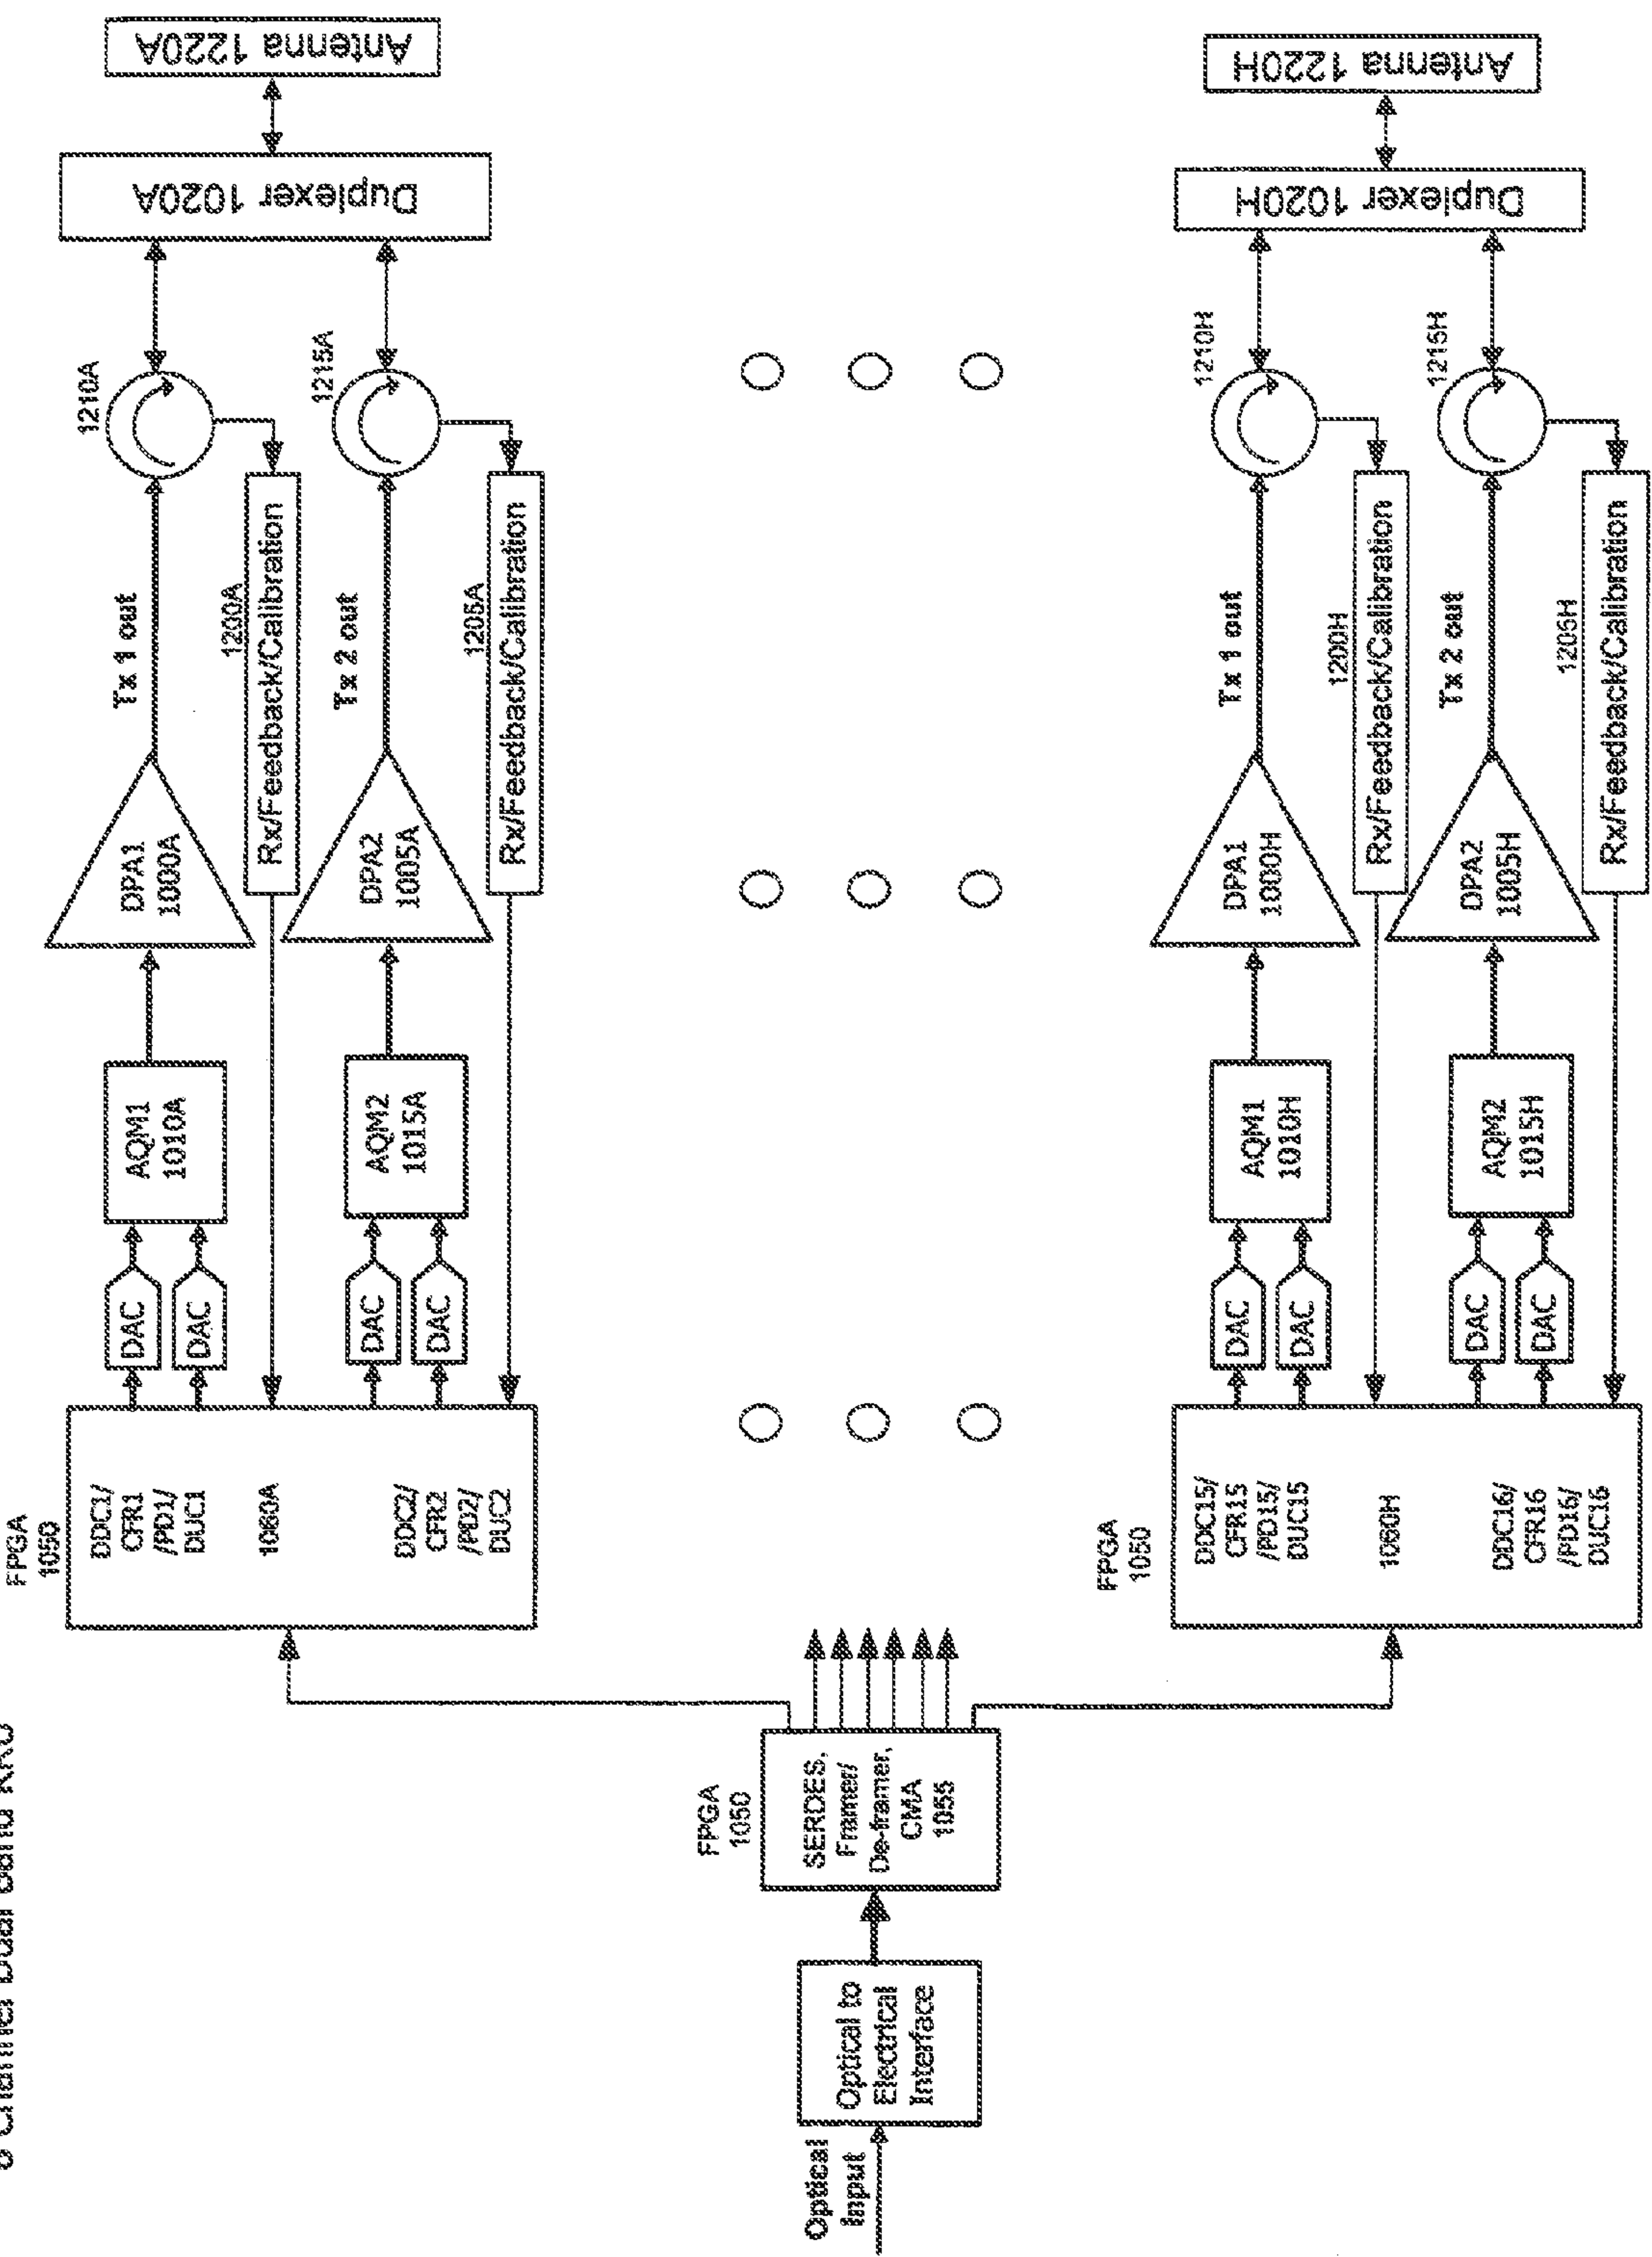 8 Channel Dual Band RRU
Optical
Input
Optical to
Electrical
Interface
FPGA
1050
SERDES,
Framer/
De-framer,
CMA
1055
FPGA
1050
DDC1/
CFR1
/PD1/
DUC1
1060A
DDC2/
CFR2
/PD2/
DUC2
DAC
DAC
DAC
DAC
AQM1
1010A
AQM2
1015A
DPA1
1000A
DPA2
1005A
Tx 1 out
1200A
Rx/Feedback/Calibration
Tx 2 out
1205A
Rx/Feedback/Calibration
1210A
1215A
Duplexer 1020A
Antenna 1220A
FPGA
1050
DDC15/
CFR15
/PD15/
DUC15
1060H
DDC16/
CFR16
/PD16/
DUC16
DAC
DAC
DAC
DAC
AQM1
1010H
AQM2
1015H
DPA1
1000H
DPA2
1005H
Tx 1 out
1200H
Rx/Feedback/Calibration
Tx 2 out
1205H
Rx/Feedback/Calibration
1210H
1215H
Duplexer 1020H
Antenna 1220H